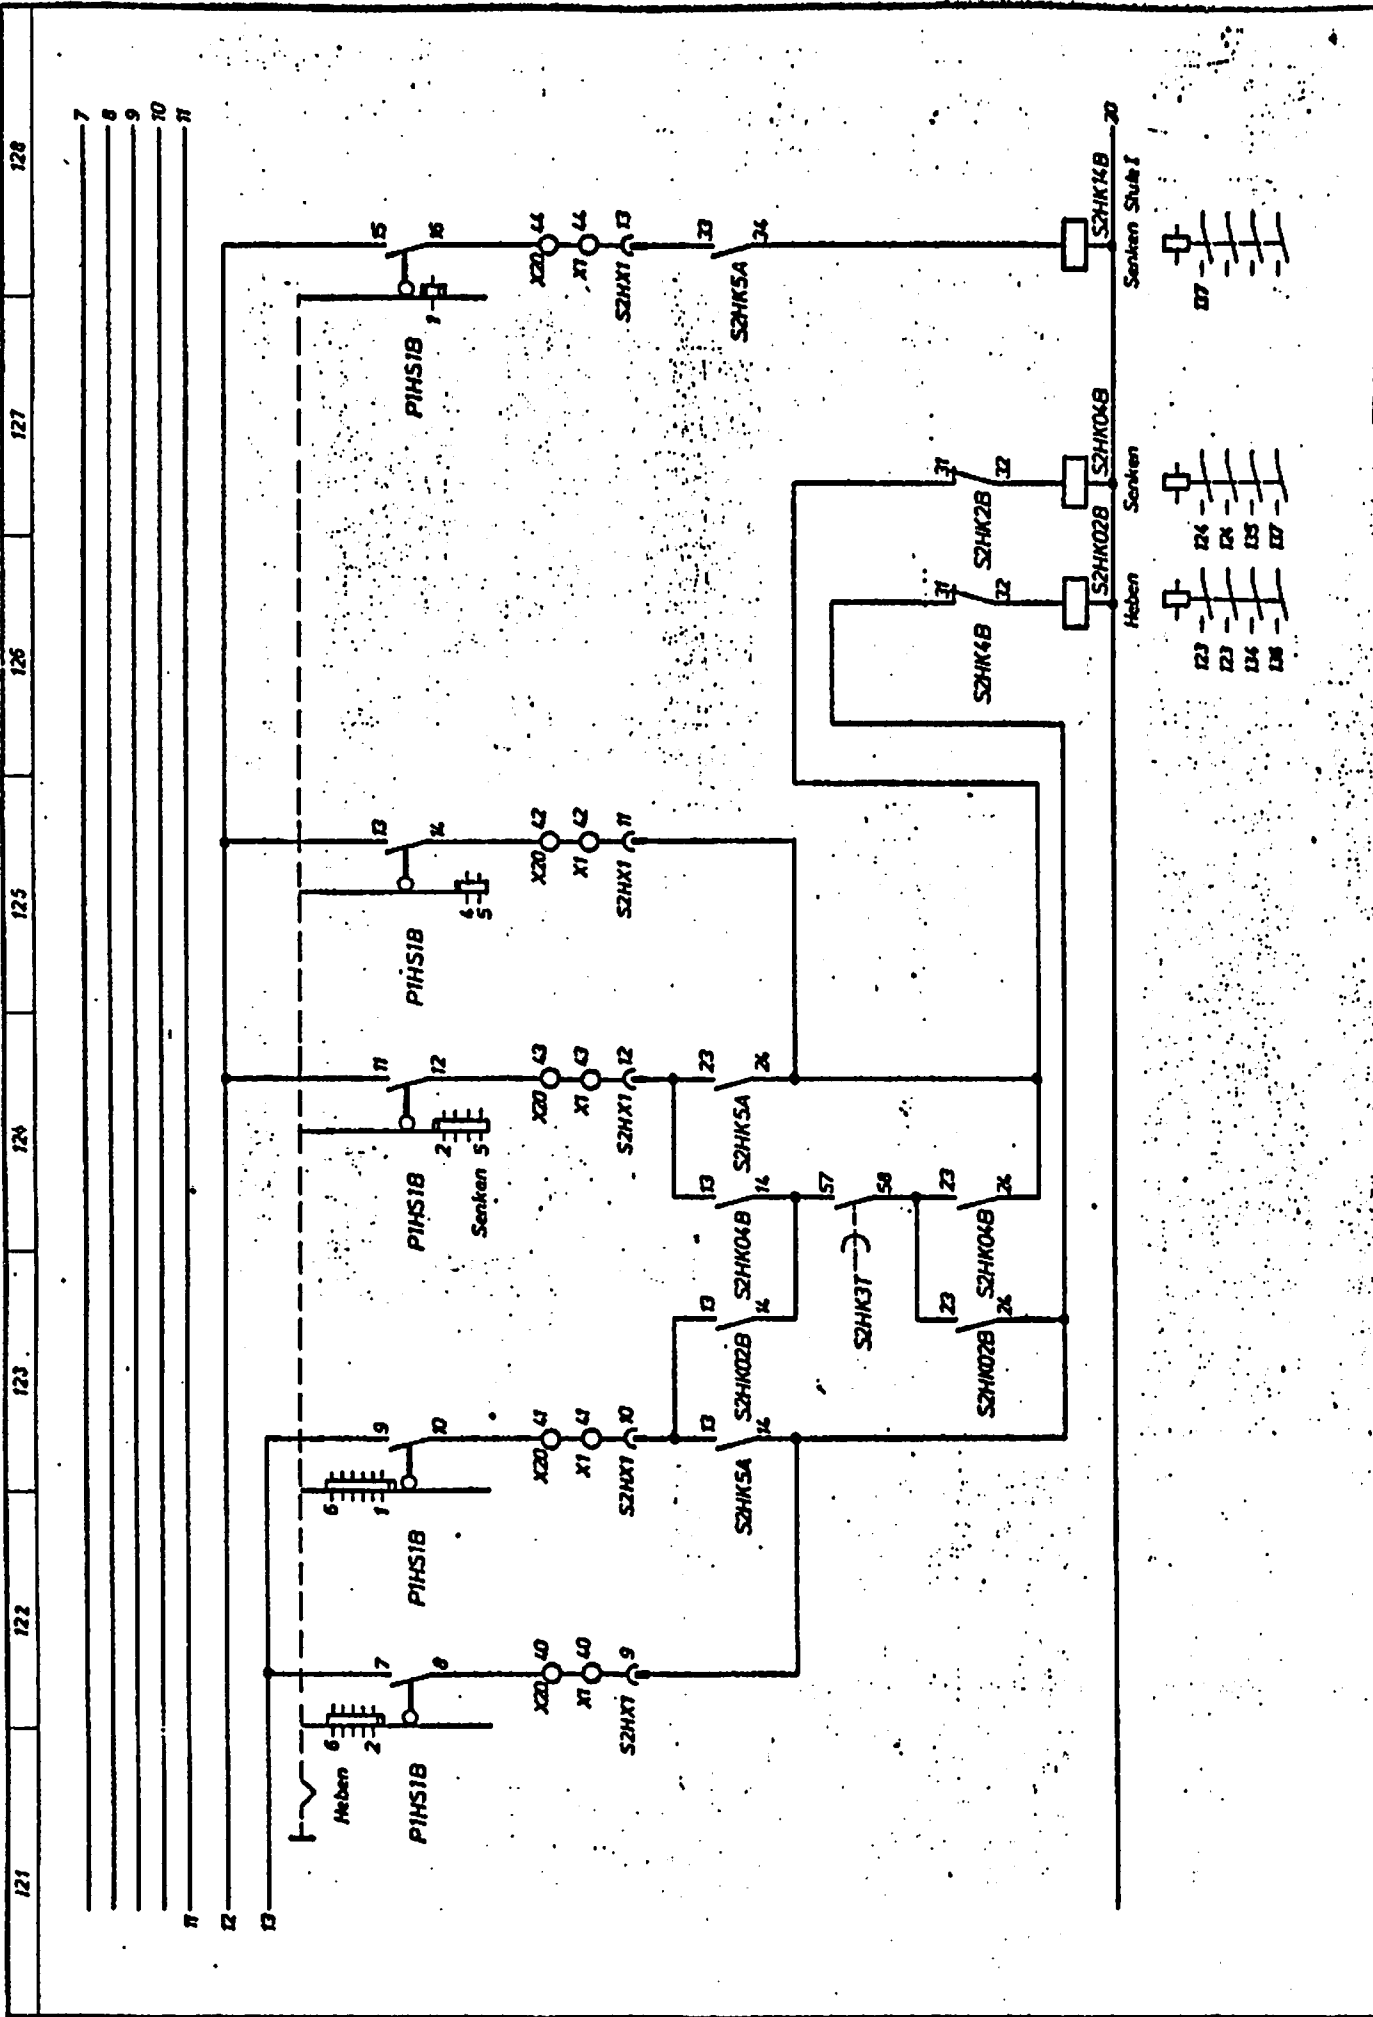 121 122 123 124 125 126 127 128
7
8
9
10
11 11
12
13
Heben
6
2
P1HS1B
7
8
X20 40
X1 40
S2HX1 9
6
1
P1HS1B
9
10
X20 41
X1 41
S2HX1 10
13
S2HK5A
14
13
S2HK02B
14
P1HS1B
2
5
Senken
11
12
X20 43
X1 43
S2HX1 12
23
S2HK5A
24
13
S2HK04B
14
57
S2HK3T
58
23
S2HK02B
24
23
S2HK04B
24
P1HS1B
4
5
13
14
X20 42
X1 42
S2HX1 11
31
S2HK4B
32
S2HK02B
Heben
31
S2HK2B
32
S2HK04B
Senken
P1HS1B
1
15
16
X20 44
X1 44
S2HX1 13
33
S2HK5A
34
S2HK14B
20
Senken Stufe I
123
123
134
136
124
124
135
137
137